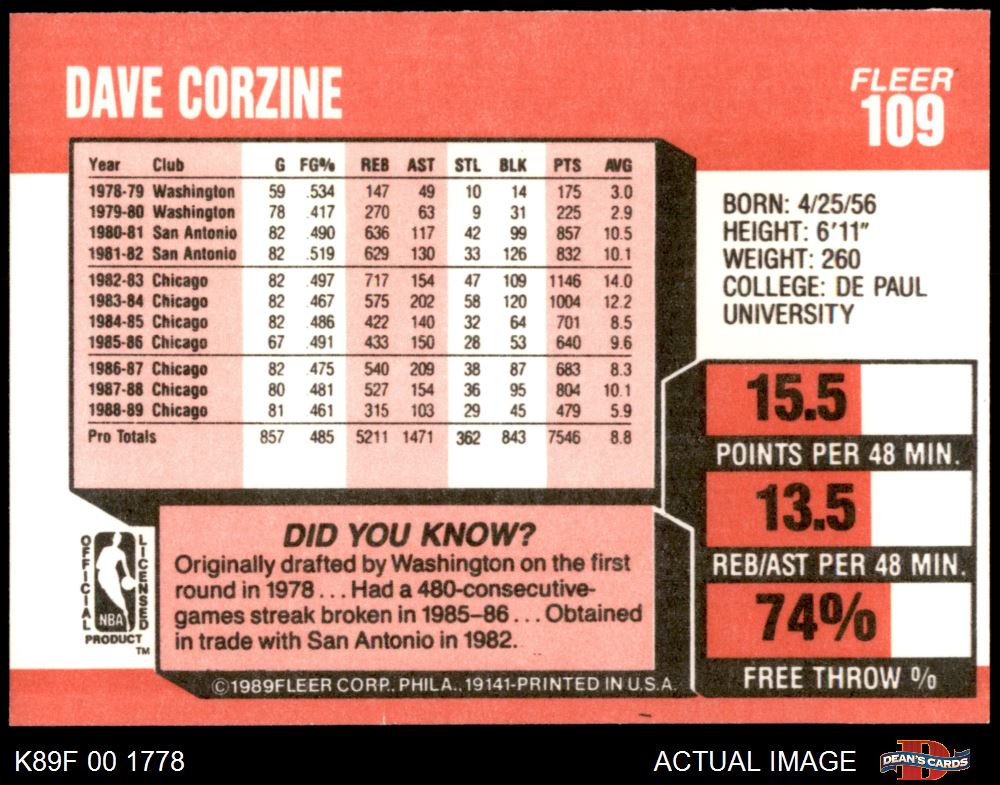 DAVE CORZINE
FLEER
109
Year Club G FG% REB AST STL BLK PTS AVG
1978-79 Washington 59 .534 147 49 10 14 175 3.0
1979-80 Washington 78 .417 270 63 9 31 225 2.9
1980-81 San Antonio 82 .490 636 117 42 99 857 10.5
1981-82 San Antonio 82 .519 629 130 33 126 832 10.1
1982-83 Chicago 82 .497 717 154 47 109 1146 14.0
1983-84 Chicago 82 .467 575 202 58 120 1004 12.2
1984-85 Chicago 82 .486 422 140 32 64 701 8.5
1985-86 Chicago 67 .491 433 150 28 53 640 9.6
1986-87 Chicago 82 .475 540 209 38 87 683 8.3
1987-88 Chicago 80 .481 527 154 36 95 804 10.1
1988-89 Chicago 81 .461 315 103 29 45 479 5.9
Pro Totals 857 .485 5211 1471 362 843 7546 8.8
BORN: 4/25/56
HEIGHT: 6'11"
WEIGHT: 260
COLLEGE: DE PAUL
UNIVERSITY
15.5
POINTS PER 48 MIN.
13.5
REB/AST PER 48 MIN.
74%
FREE THROW %
OFFICIAL
NBA
LICENSED
PRODUCT
TM
DID YOU KNOW?
Originally drafted by Washington on the first
round in 1978 . . . Had a 480-consecutive-
games streak broken in 1985–86 . . . Obtained
in trade with San Antonio in 1982.
©1989FLEER CORP., PHILA., 19141-PRINTED IN U.S.A.
K89F 00 1778
ACTUAL IMAGE
D
DEAN'S CARDS